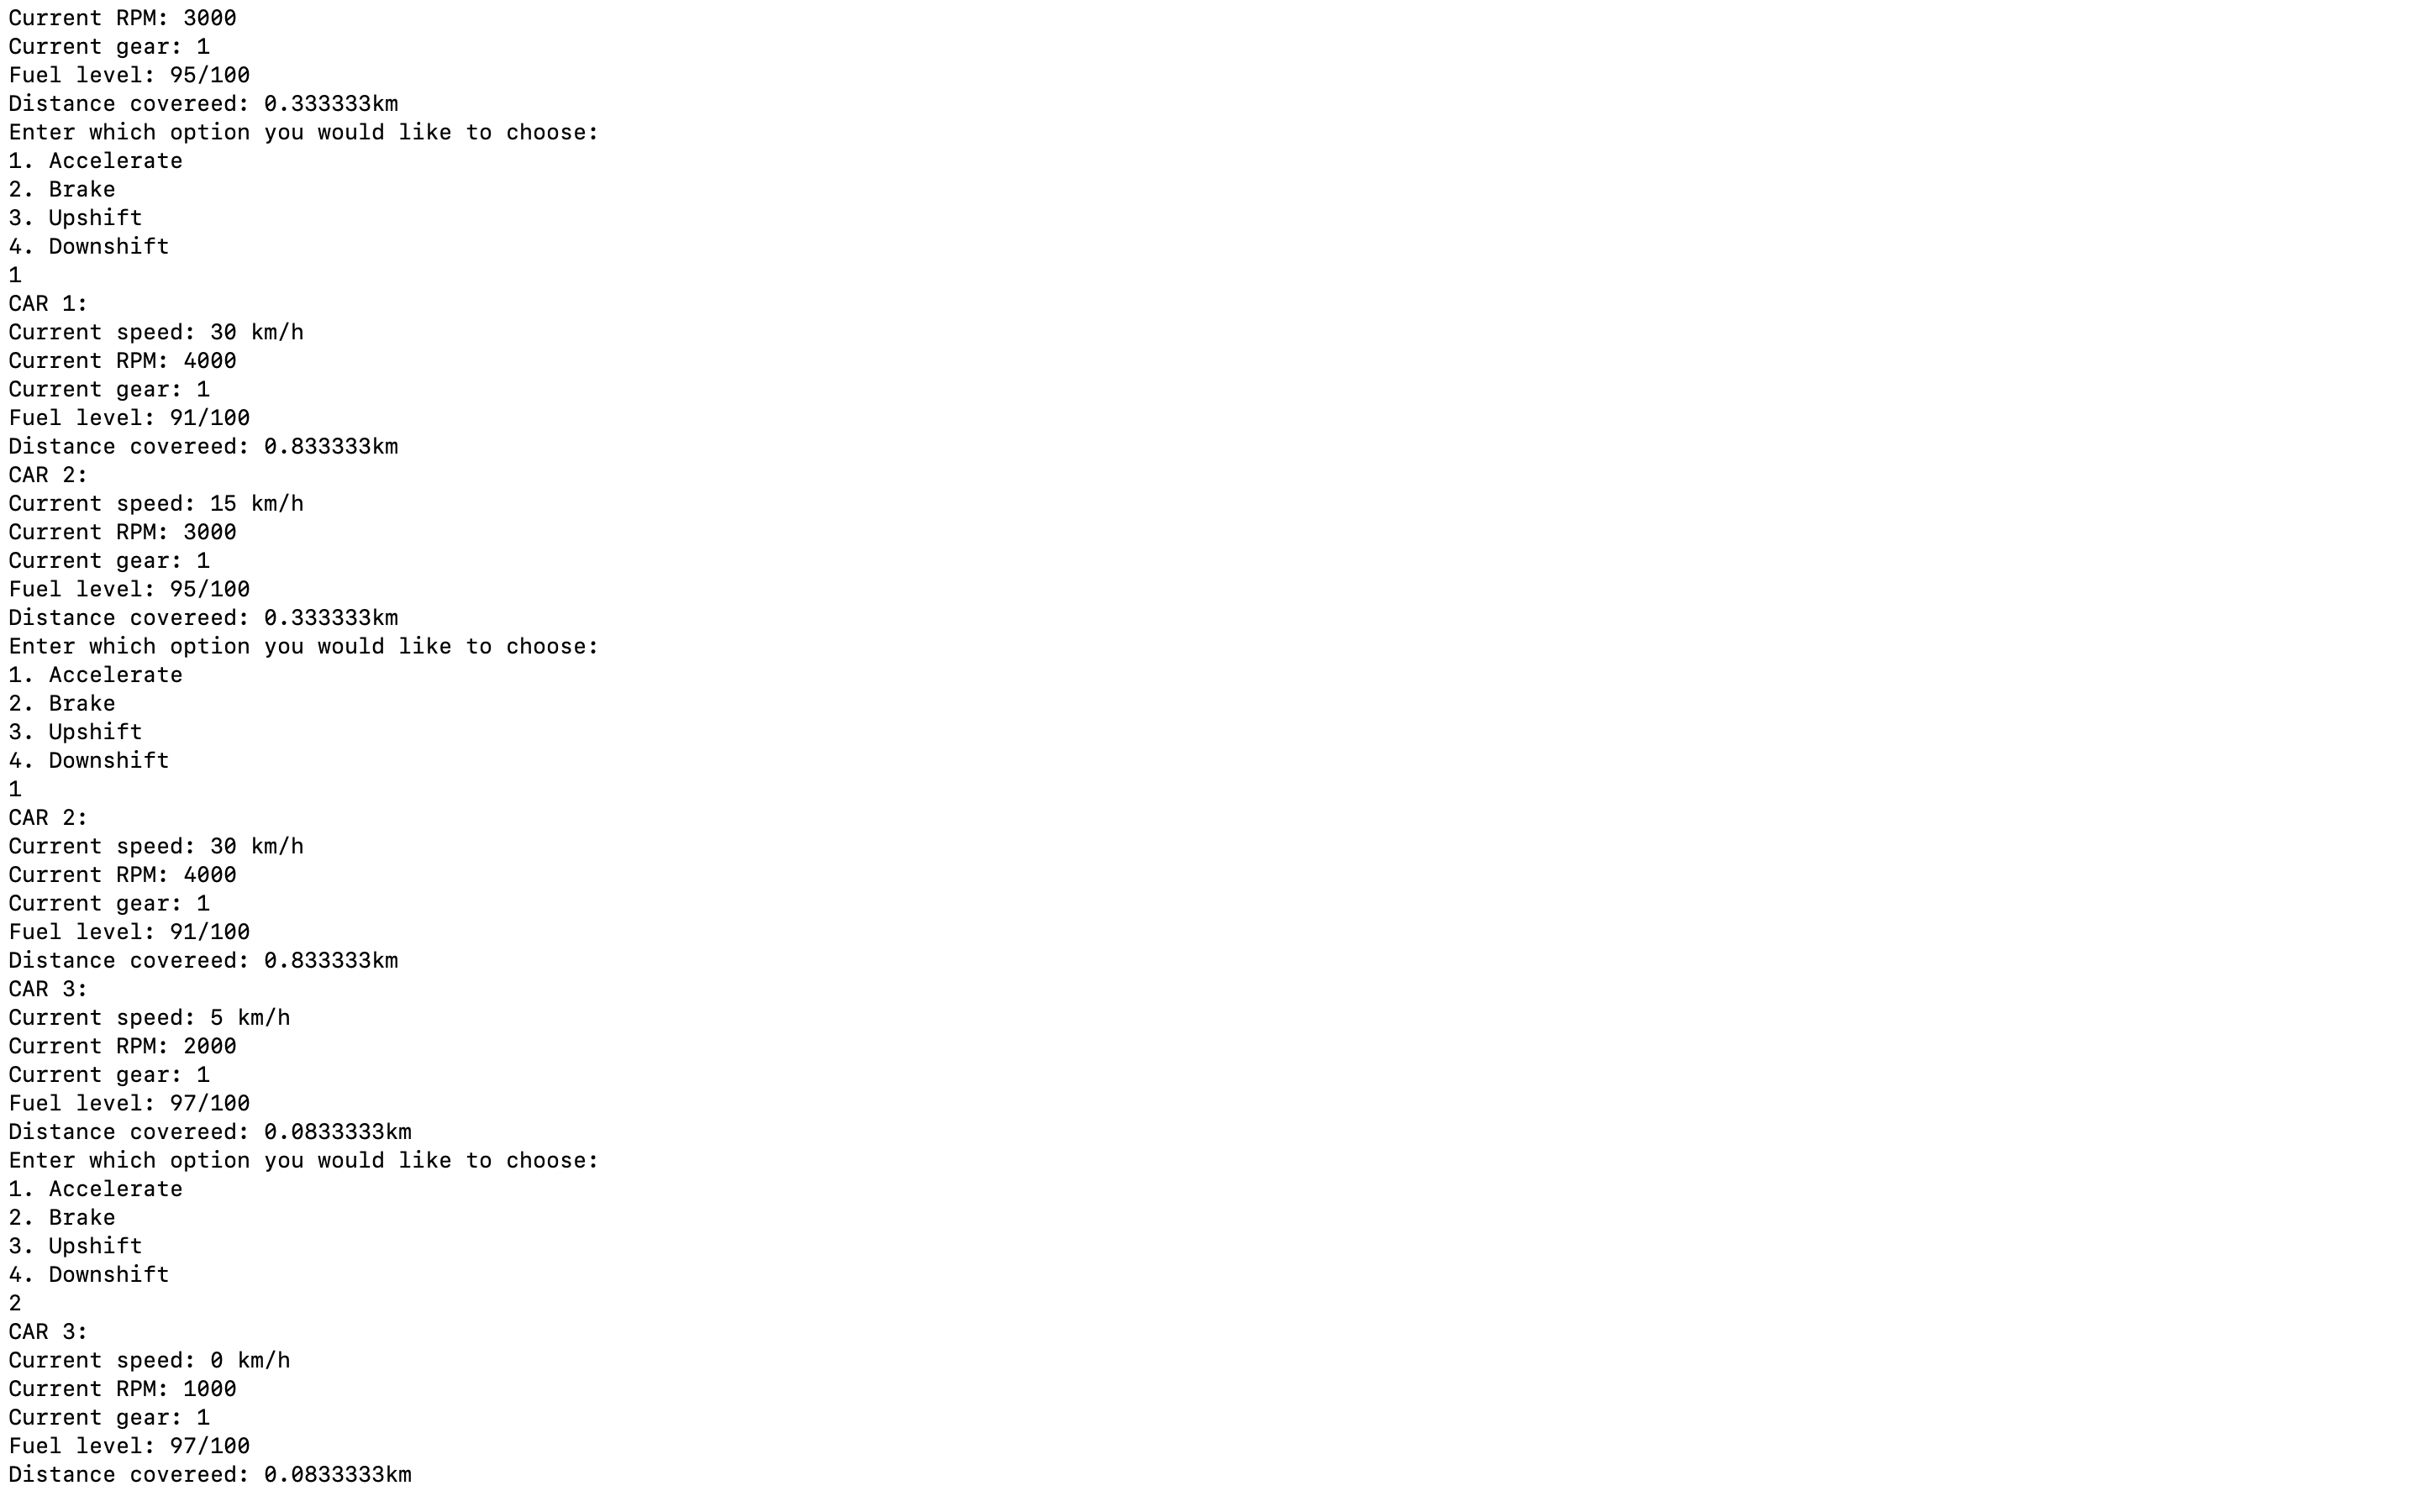 Current RPM: 3000
Current gear: 1
Fuel level: 95/100
Distance covereed: 0.333333km
Enter which option you would like to choose:
1. Accelerate
2. Brake
3. Upshift
4. Downshift
1
CAR 1:
Current speed: 30 km/h
Current RPM: 4000
Current gear: 1
Fuel level: 91/100
Distance covereed: 0.833333km
CAR 2:
Current speed: 15 km/h
Current RPM: 3000
Current gear: 1
Fuel level: 95/100
Distance covereed: 0.333333km
Enter which option you would like to choose:
1. Accelerate
2. Brake
3. Upshift
4. Downshift
1
CAR 2:
Current speed: 30 km/h
Current RPM: 4000
Current gear: 1
Fuel level: 91/100
Distance covereed: 0.833333km
CAR 3:
Current speed: 5 km/h
Current RPM: 2000
Current gear: 1
Fuel level: 97/100
Distance covereed: 0.0833333km
Enter which option you would like to choose:
1. Accelerate
2. Brake
3. Upshift
4. Downshift
2
CAR 3:
Current speed: 0 km/h
Current RPM: 1000
Current gear: 1
Fuel level: 97/100
Distance covereed: 0.0833333km